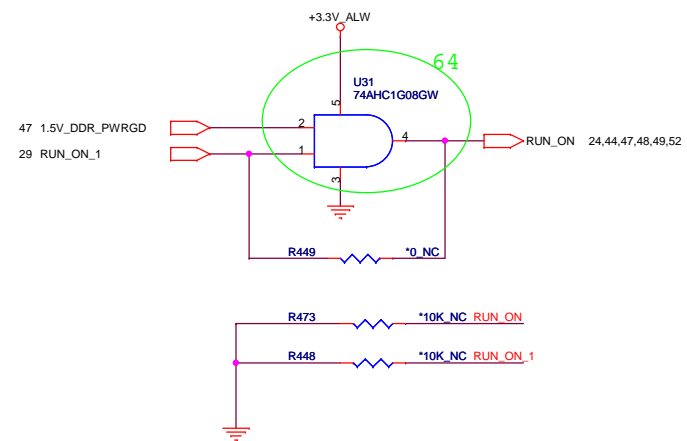 +3.3V_ALW
64
U31
74AHC1G08GW
5
47 1.5V_DDR_PWRGD
2
4
RUN_ON 24,44,47,48,49,52
29 RUN_ON_1
1
3
R449 *0_NC
R473 *10K_NC RUN_ON
R448 *10K_NC RUN_ON_1